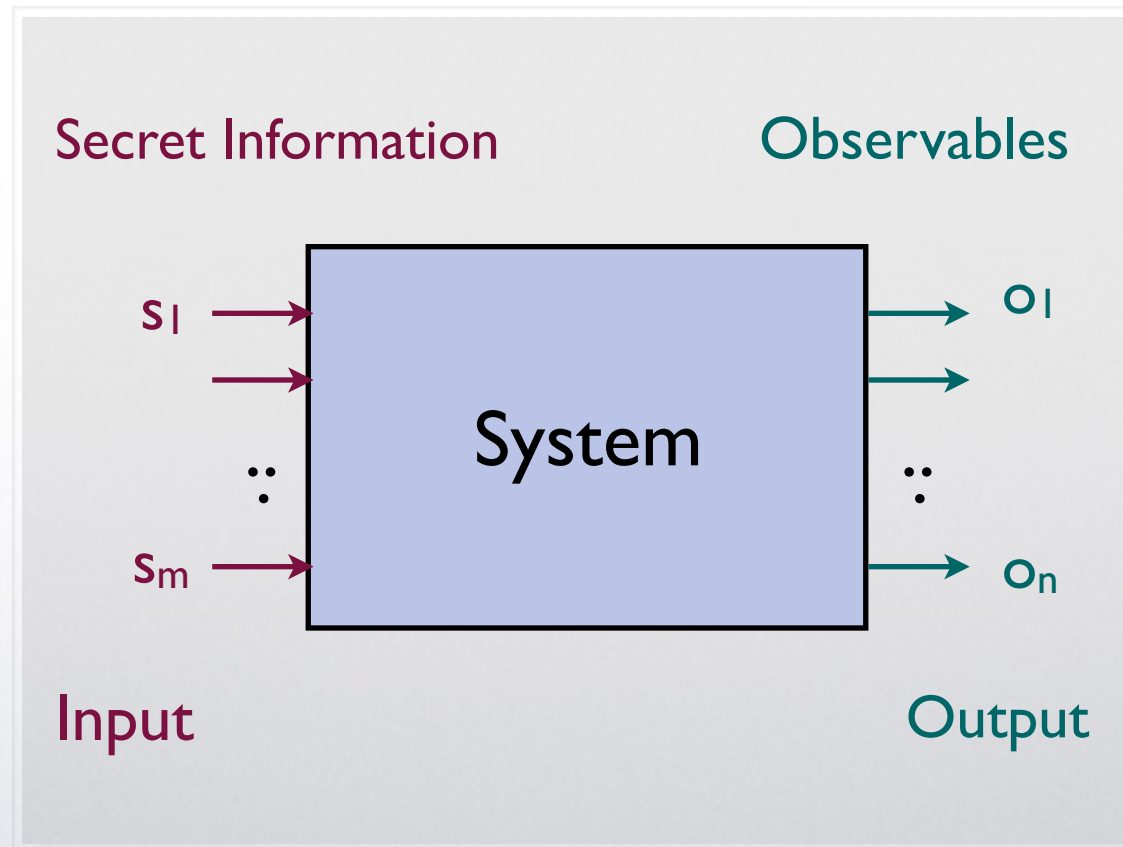 Secret Information Observables
s1 o1
System
sm on
Input Output